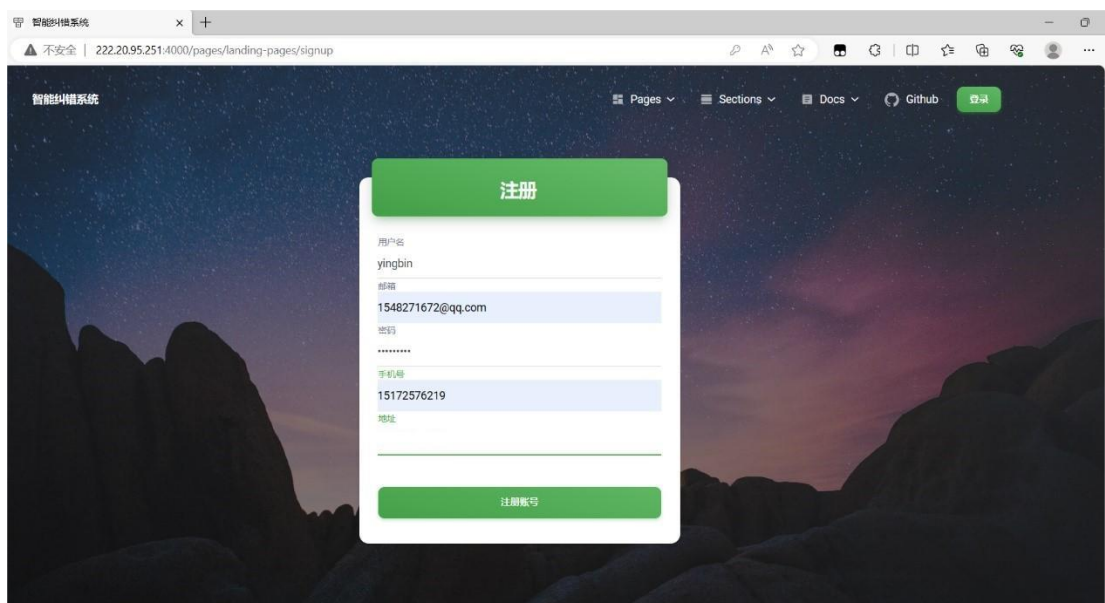 智能纠错系统
不安全 | 222.20.95.251:4000/pages/landing-pages/signup
智能纠错系统 Pages Sections Docs Github 登录
注册
用户名
yingbin
邮箱
1548271672@qq.com
密码
•••••••••
手机号
15172576219
地址
注册账号